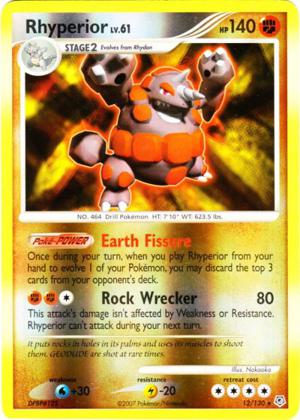 Rhyperior LV.61 HP 140
STAGE2 Evolves from Rhydon
NO. 464 Drill Pokémon HT: 7'10" WT: 623.5 lbs.
Poké-POWER Earth Fissure
Once during your turn, when you play Rhyperior from your
hand to evolve 1 of your Pokémon, you may discard the top 3
cards from your opponent's deck.
Rock Wrecker 80
This attack's damage isn't affected by Weakness or Resistance.
Rhyperior can't attack during your next turn.
It puts rocks in holes in its palms and uses its muscles to shoot
them. GEODUDE are shot at rare times.
Illus. Nakaoka
weakness resistance retreat cost
+30 -20
©2007 Pokémon/Nintendo 12/130 ★